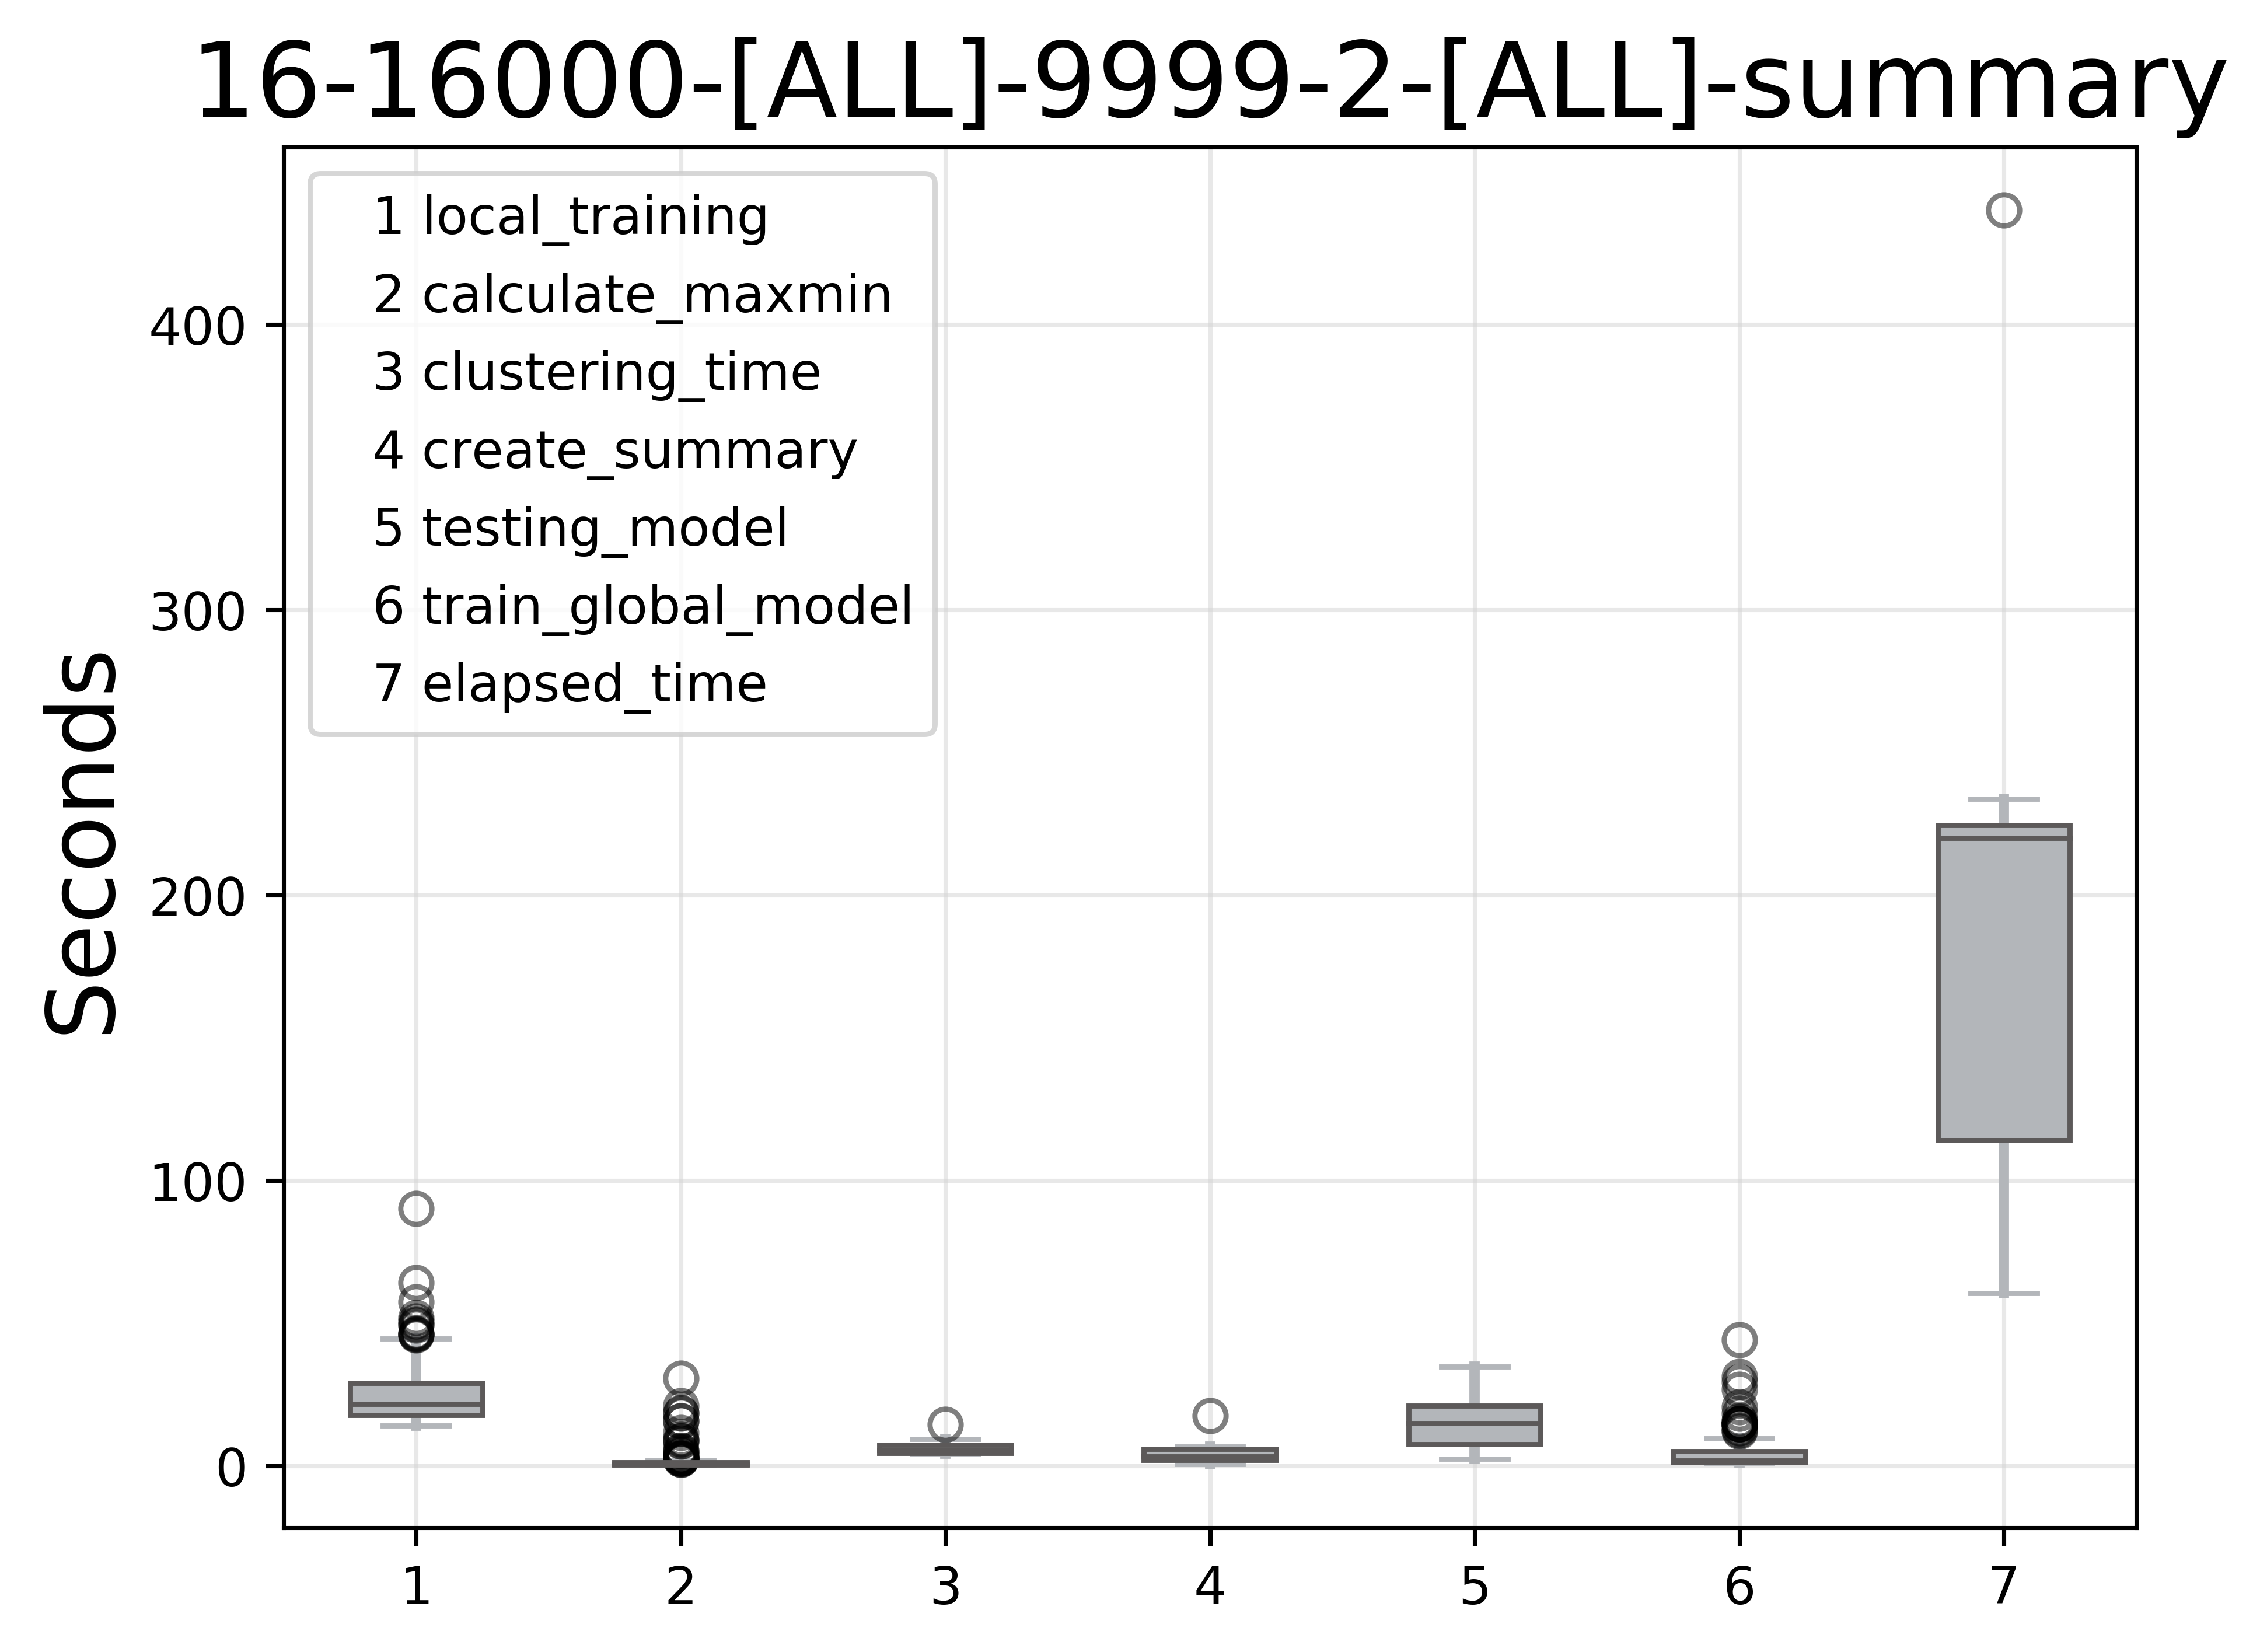 16-16000-[ALL]-9999-2-[ALL]-summary
1 local_training
2 calculate_maxmin
3 clustering_time
4 create_summary
5 testing_model
6 train_global_model
7 elapsed_time
Seconds
400
300
200
100
0
1 2 3 4 5 6 7